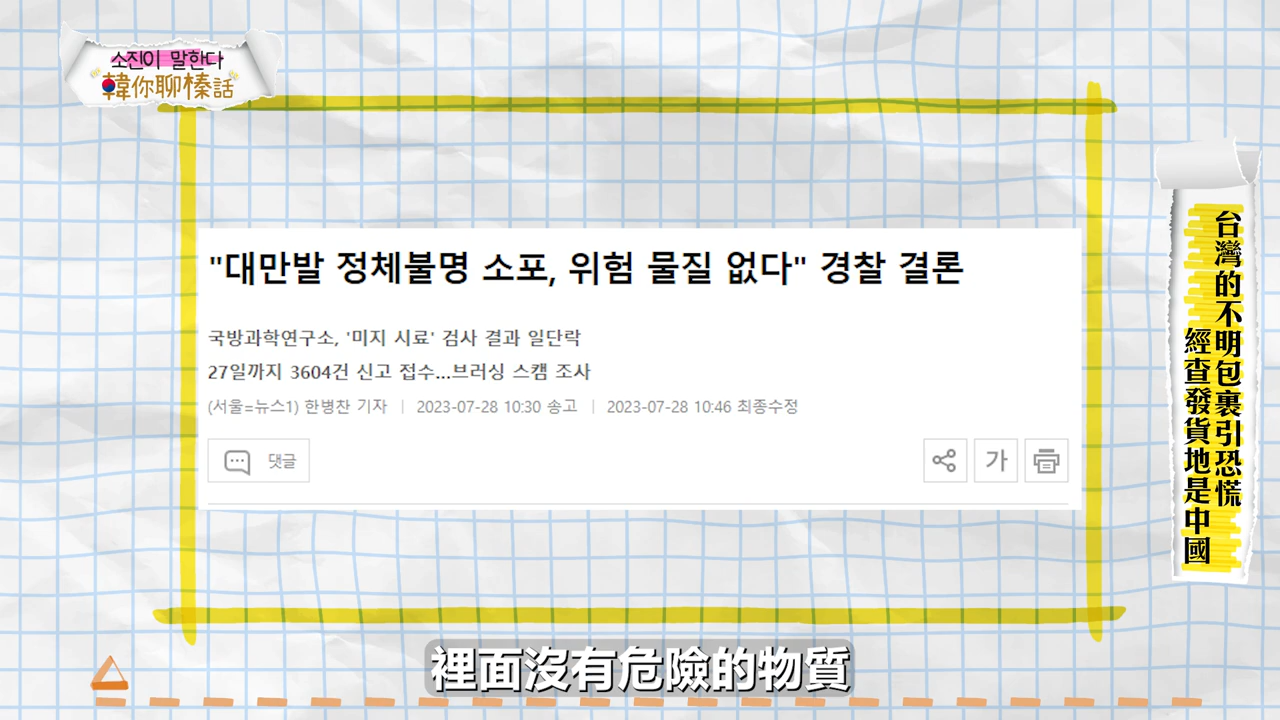 소진이 말한다
韓你聊榛話
"대만발 정체불명 소포, 위험 물질 없다" 경찰 결론
국방과학연구소, '미지 시료' 검사 결과 일단락
27일까지 3604건 신고 접수...브러싱 스캠 조사
(서울=뉴스1) 한병찬 기자 | 2023-07-28 10:30 송고 | 2023-07-28 10:46 최종수정
댓글
가
台灣的不明包裹引恐慌
經查發貨地是中國
裡面沒有危險的物質